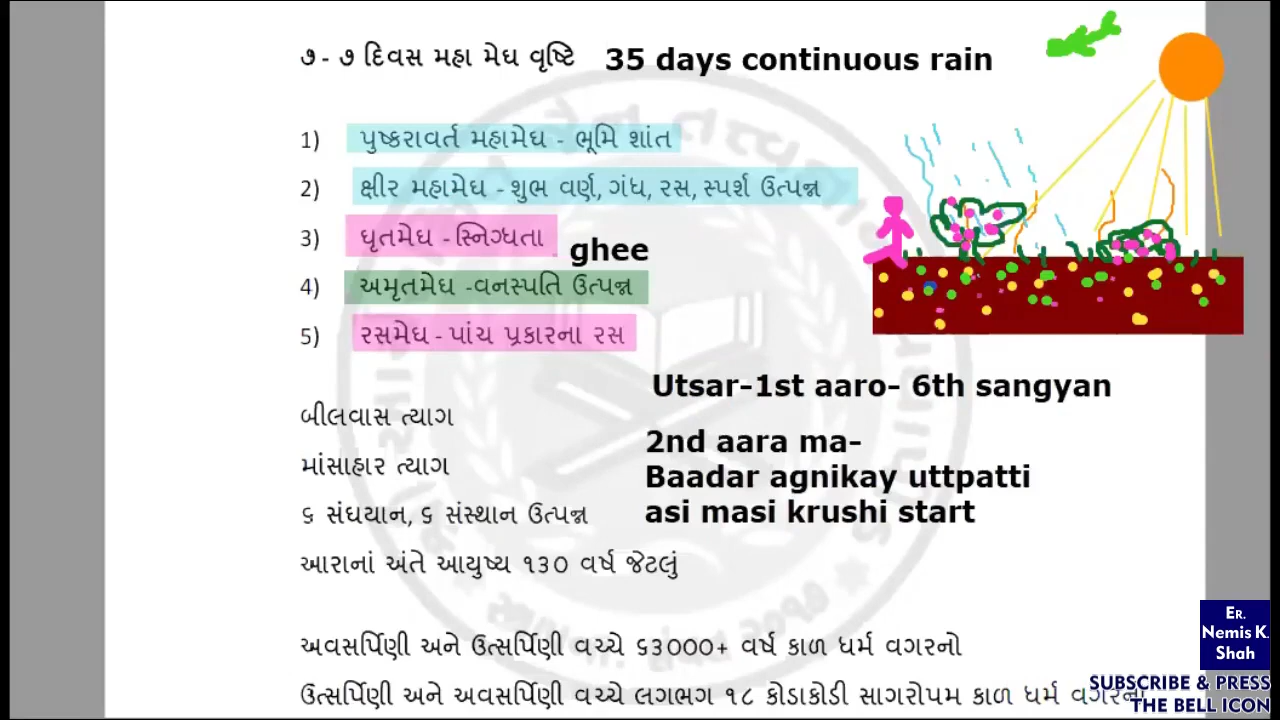 ૭ - ૭ દિવસ મહા મેઘ વૃષ્ટિ 35 days continuous rain
1) પુષ્કરાવર્ત મહામેઘ - ભૂમિ શાંત
2) ક્ષીર મહામેઘ - શુભ વર્ણ, ગંધ, રસ, સ્પર્શ ઉત્પન્ન
3) ઘૃતમેઘ - સ્નિગ્ધતા ghee
4) અમૃતમેઘ -વનસ્પતિ ઉત્પન્ન
5) રસમેઘ - પાંચ પ્રકારના રસ
Utsar-1st aaro- 6th sangyan
બીલવાસ ત્યાગ
2nd aara ma-
માંસાહાર ત્યાગ
Baadar agnikay uttpatti
૬ સંઘયાન, ૬ સંસ્થાન ઉત્પન્ન
asi masi krushi start
આરાનાં અંતે આયુષ્ય ૧૩૦ વર્ષ જેટલું
અવસર્પિણી અને ઉત્સર્પિણી વચ્ચે ૬૩૦૦૦+ વર્ષ કાળ ધર્મ વગરનો
ઉત્સર્પિણી અને અવસર્પિણી વચ્ચે લગભગ ૧૮ કોડાકોડી સાગરોપમ કાળ ધર્મ વગરનો
ER.
NEMIS K.
SHAH
SUBSCRIBE & PRESS
THE BELL ICON